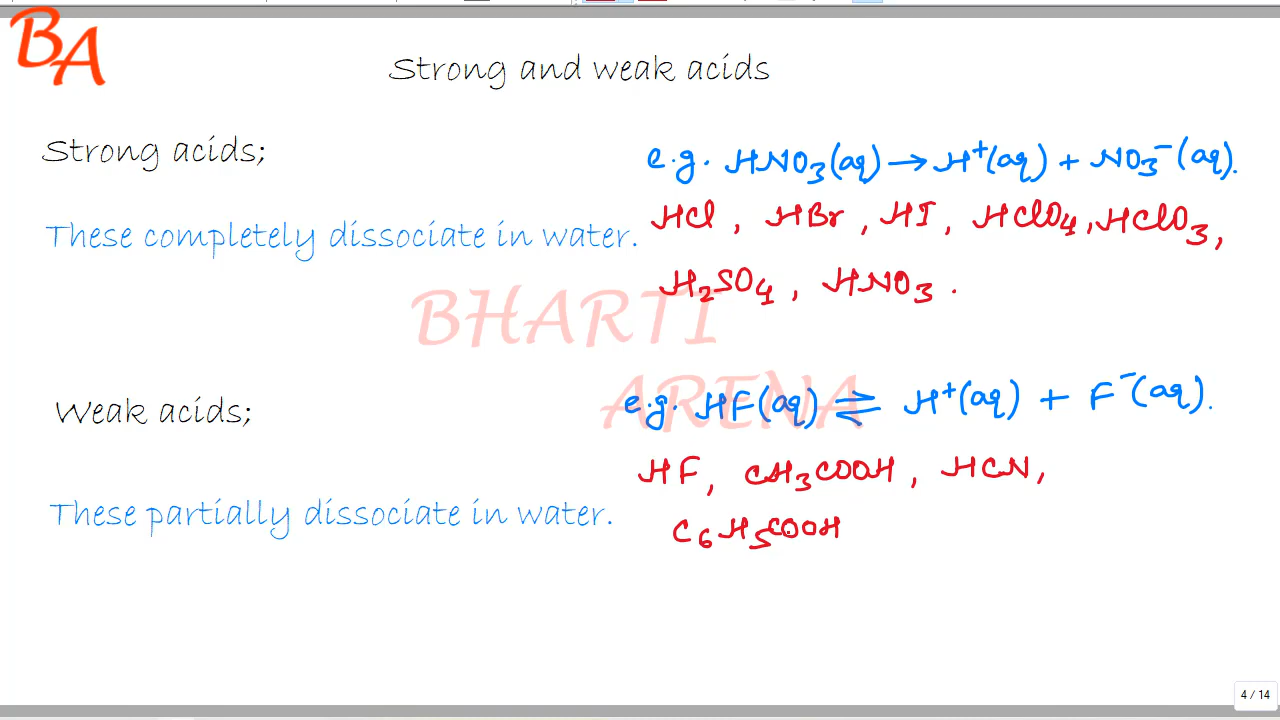 BA
Strong and weak acids
Strong acids;
e.g. HNO₃(aq) → H⁺(aq) + NO₃⁻(aq).
These completely dissociate in water.
HCl, HBr, HI, HClO₄, HClO₃,
H₂SO₄, HNO₃.
BHARTI
ARENA
Weak acids;
e.g. HF(aq) ⇌ H⁺(aq) + F⁻(aq).
HF, CH₃COOH, HCN,
These partially dissociate in water.
C₆H₅COOH
4 / 14